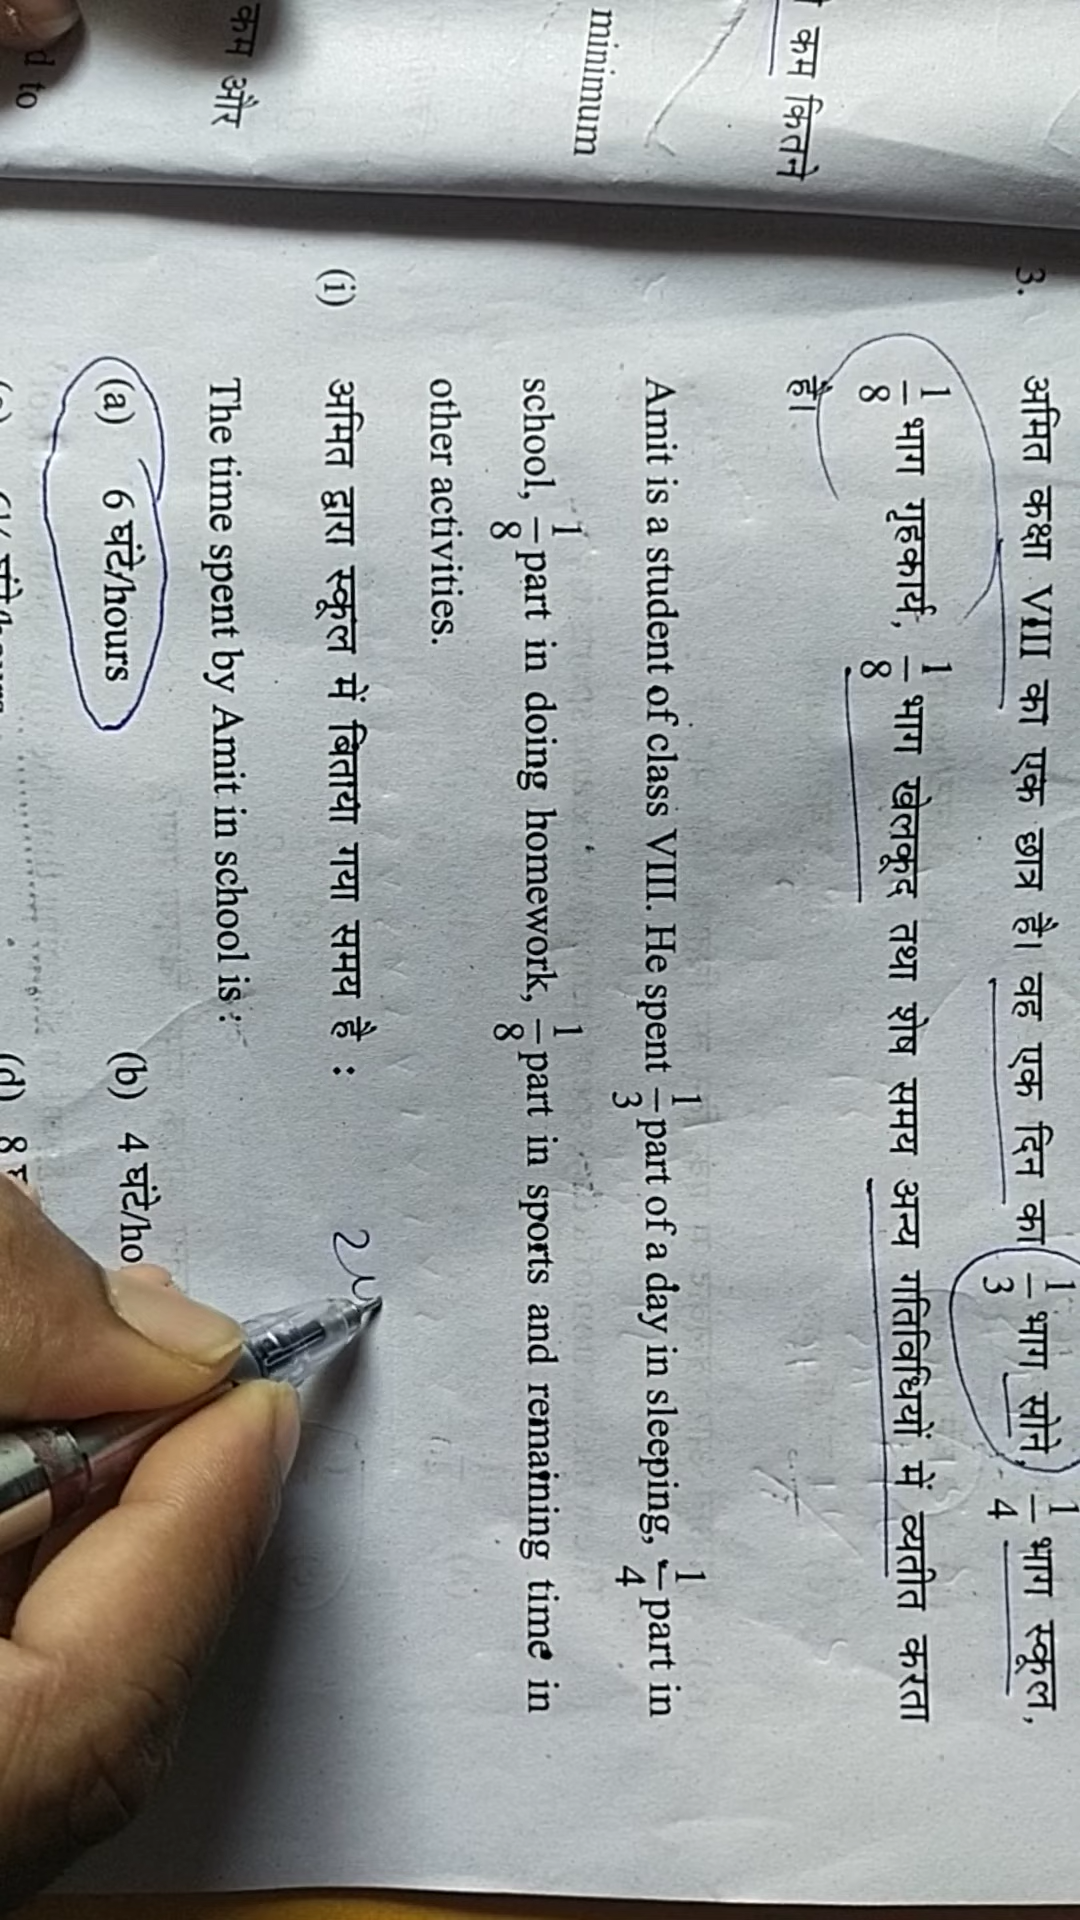 कम कितने
minimum
कम और
d to
3. अमित कक्षा VIII का एक छात्र है। वह एक दिन का 1/3 भाग सोने, 1/4 भाग स्कूल,
1/8 भाग गृहकार्य, 1/8 भाग खेलकूद तथा शेष समय अन्य गतिविधियों में व्यतीत करता
है।
Amit is a student of class VIII. He spent 1/3 part of a day in sleeping, 1/4 part in
school, 1/8 part in doing homework, 1/8 part in sports and remaining time in
other activities.
(i) अमित द्वारा स्कूल में बिताया गया समय है :
The time spent by Amit in school is :
(a) 6 घंटे/hours (b) 4 घंटे/ho
(d) 8